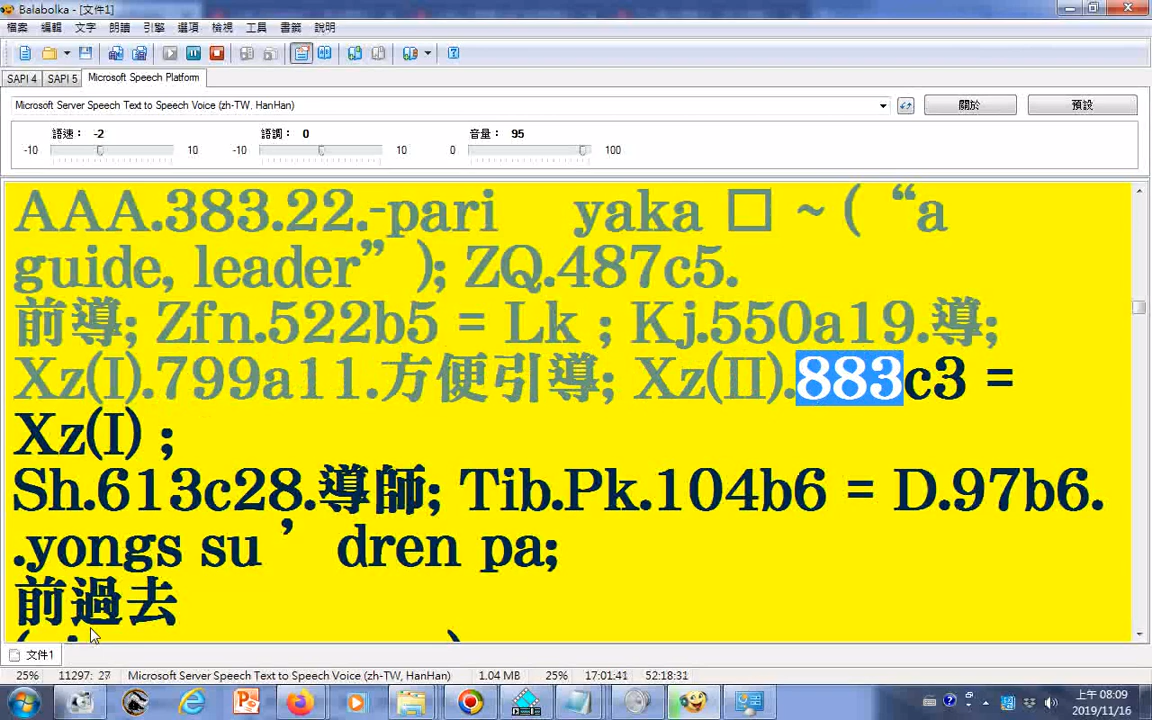 Balabolka - [文件1]
檔案 編輯 文字 朗讀 引擎 選項 檢視 工具 書籤 說明
SAPI 4 SAPI 5 Microsoft Speech Platform
Microsoft Server Speech Text to Speech Voice (zh-TW, HanHan) 關於 預設
語速： -2 語調： 0 音量： 95
-10 10 -10 10 0 100
AAA.383.22.-pari yaka □ ~ ( “a
guide, leader” ); ZQ.487c5.
前導; Zfn.522b5 = Lk ; Kj.550a19.導;
Xz(I).799a11.方便引導; Xz(II).883c3 =
Xz(I) ;
Sh.613c28.導師; Tib.Pk.104b6 = D.97b6.
.yongs su ’ dren pa;
前過去
文件1
25% 11297: 27 Microsoft Server Speech Text to Speech Voice (zh-TW, HanHan) 1.04 MB 25% 17:01:41 52:18:31
上午 08:09
2019/11/16